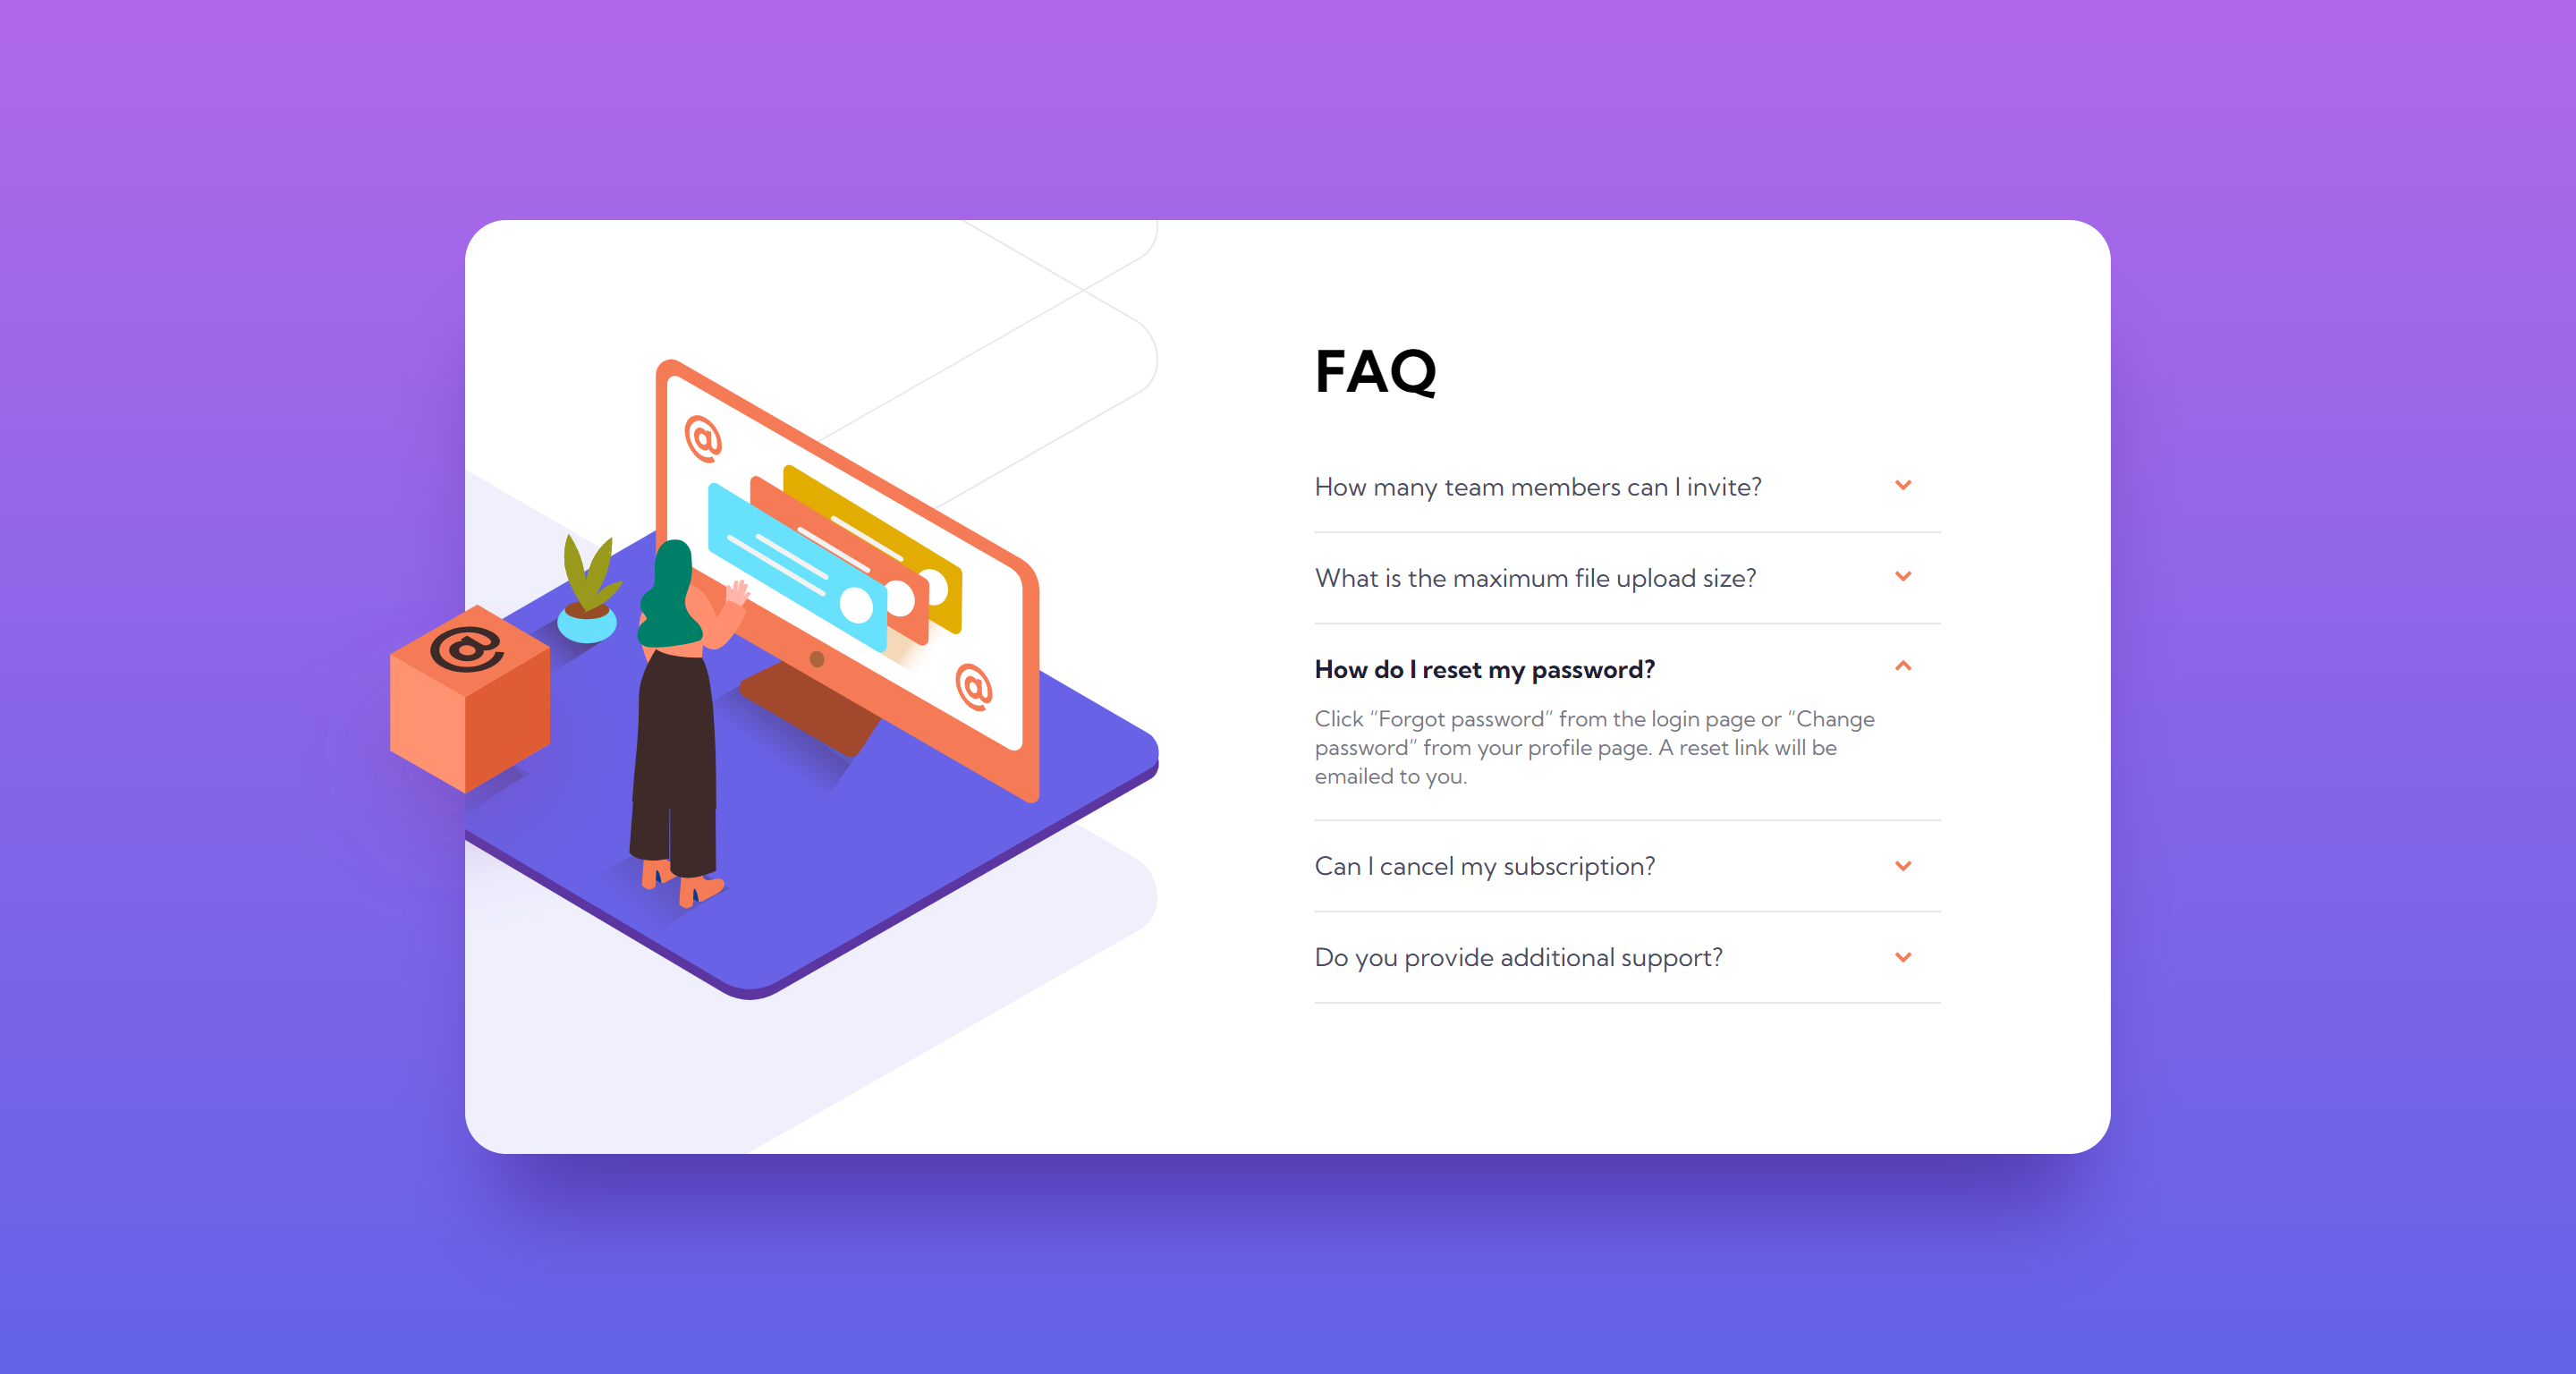 FAQ
How many team members can I invite?
What is the maximum file upload size?
How do I reset my password?
Click “Forgot password” from the login page or “Change
password” from your profile page. A reset link will be
emailed to you.
Can I cancel my subscription?
Do you provide additional support?
@
@
@